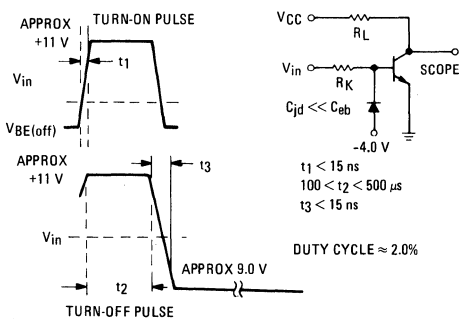 APPROX
+11 V
TURN-ON PULSE
t1
Vin
VBE(off)
APPROX
+11 V
t3
Vin
APPROX 9.0 V
t2
TURN-OFF PULSE
VCC
RL
SCOPE
Vin
RK
Cjd << Ceb
-4.0 V
t1 < 15 ns
100 < t2 < 500 μs
t3 < 15 ns
DUTY CYCLE ≈ 2.0%